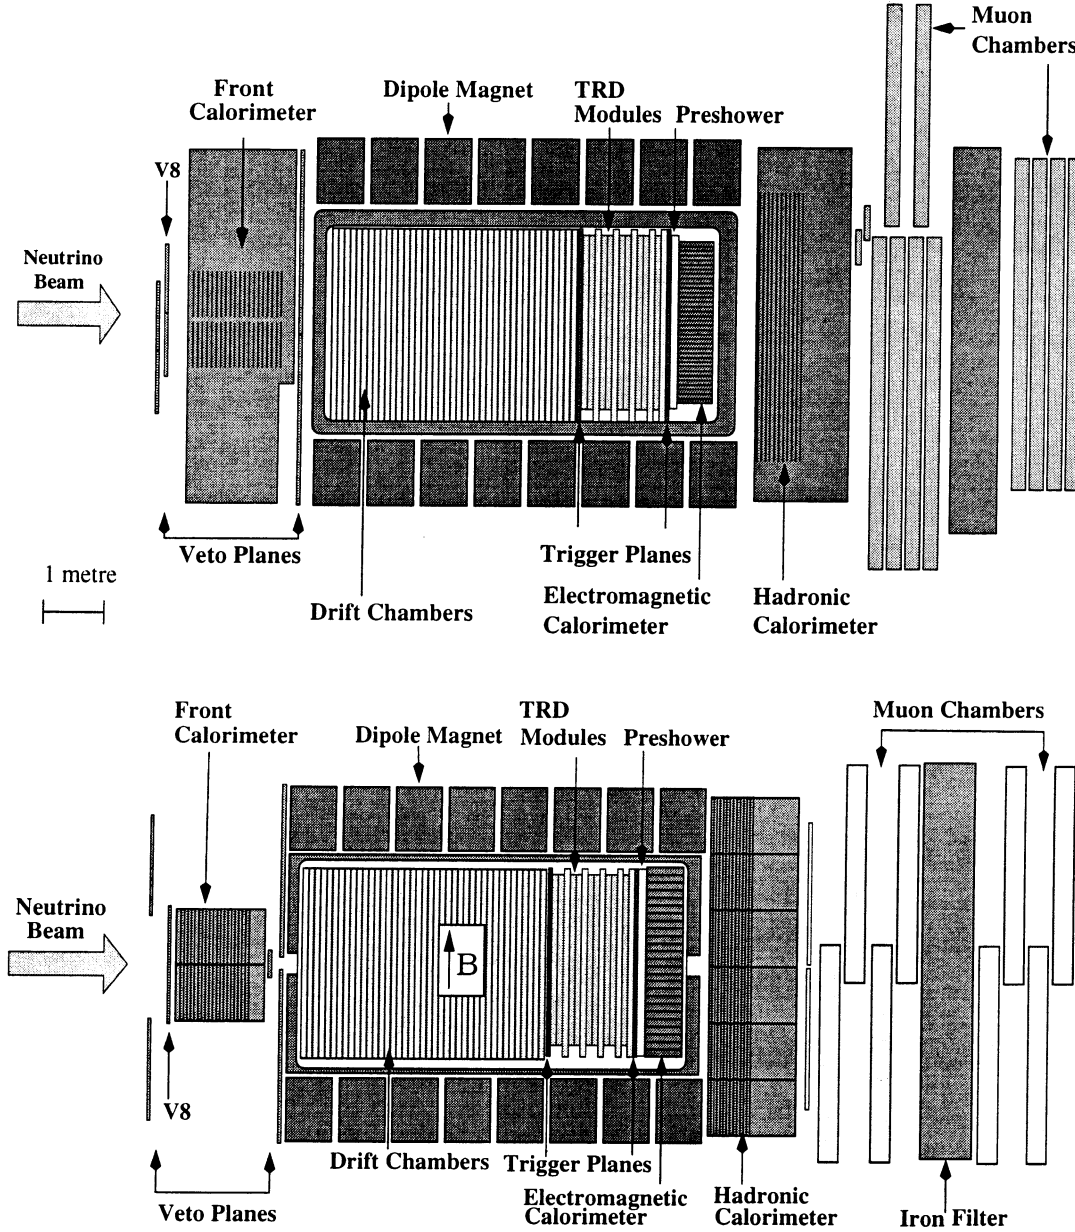 Muon
Chambers
Front
Calorimeter
Dipole Magnet
TRD
Modules
Preshower
V8
Neutrino
Beam
Veto Planes
Trigger Planes
1 metre
Drift Chambers
Electromagnetic
Calorimeter
Hadronic
Calorimeter
Front
Calorimeter
Dipole Magnet
TRD
Modules
Preshower
Muon Chambers
Neutrino
Beam
B
V8
Drift Chambers
Trigger Planes
Veto Planes
Electromagnetic
Calorimeter
Hadronic
Calorimeter
Iron Filter